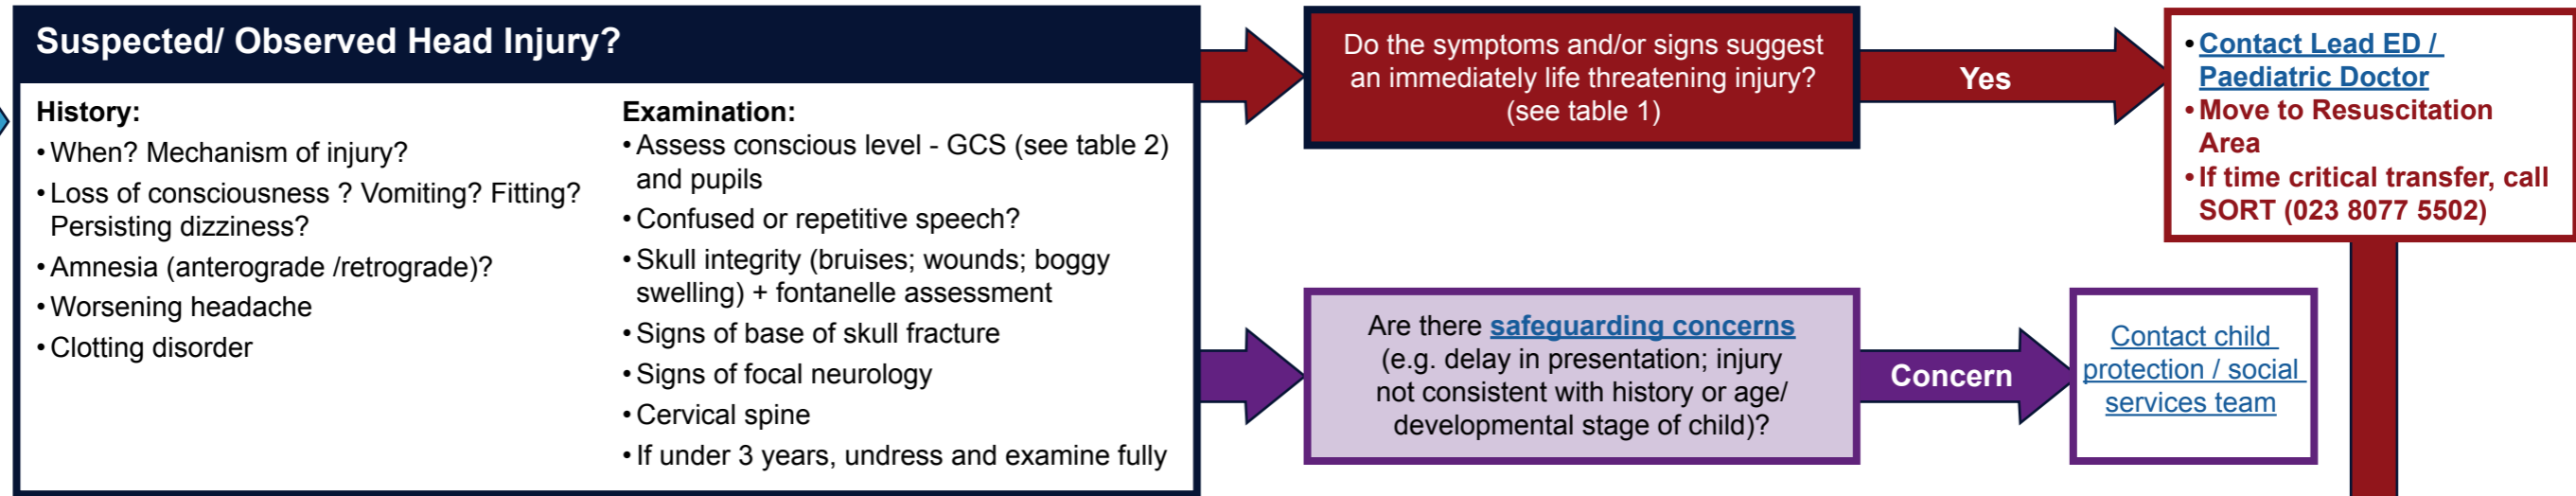 Suspected/ Observed Head Injury?
History:
• When? Mechanism of injury?
• Loss of consciousness ? Vomiting? Fitting?
Persisting dizziness?
• Amnesia (anterograde /retrograde)?
• Worsening headache
• Clotting disorder
Examination:
• Assess conscious level - GCS (see table 2)
and pupils
• Confused or repetitive speech?
• Skull integrity (bruises; wounds; boggy
swelling) + fontanelle assessment
• Signs of base of skull fracture
• Signs of focal neurology
• Cervical spine
• If under 3 years, undress and examine fully
Do the symptoms and/or signs suggest
an immediately life threatening injury?
(see table 1)
Yes
• Contact Lead ED /
Paediatric Doctor
• Move to Resuscitation
Area
• If time critical transfer, call
SORT (023 8077 5502)
Are there safeguarding concerns
(e.g. delay in presentation; injury
not consistent with history or age/
developmental stage of child)?
Concern
Contact child
protection / social
services team